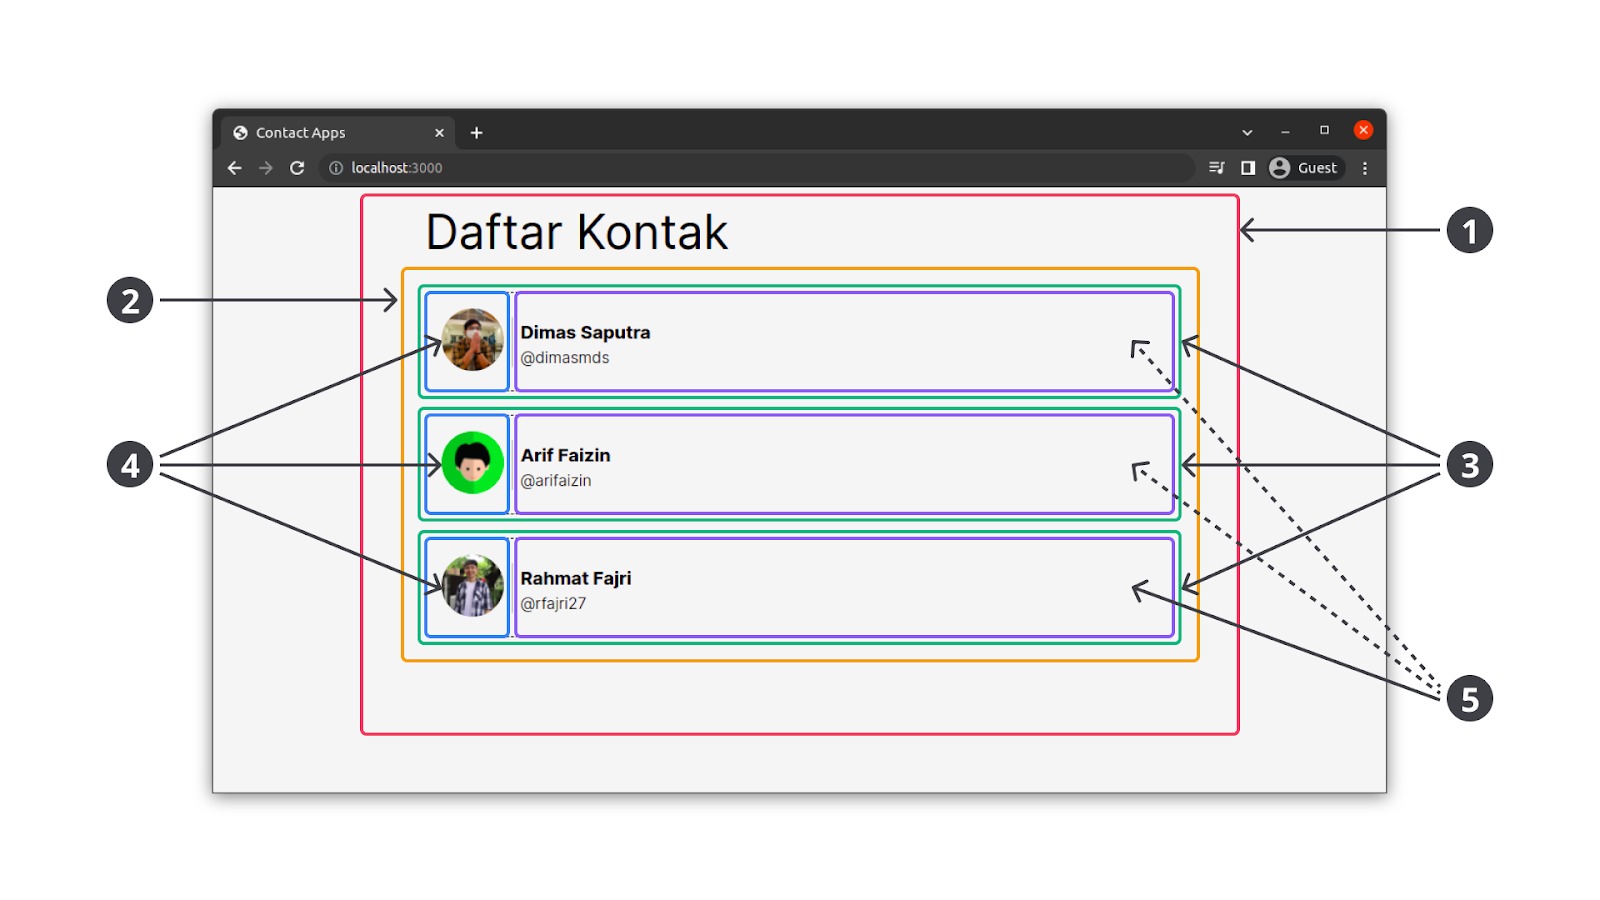 Contact Apps
localhost:3000
Guest
Daftar Kontak
1
2
Dimas Saputra
@dimasmds
4
Arif Faizin
@arifaizin
3
Rahmat Fajri
@rfajri27
5